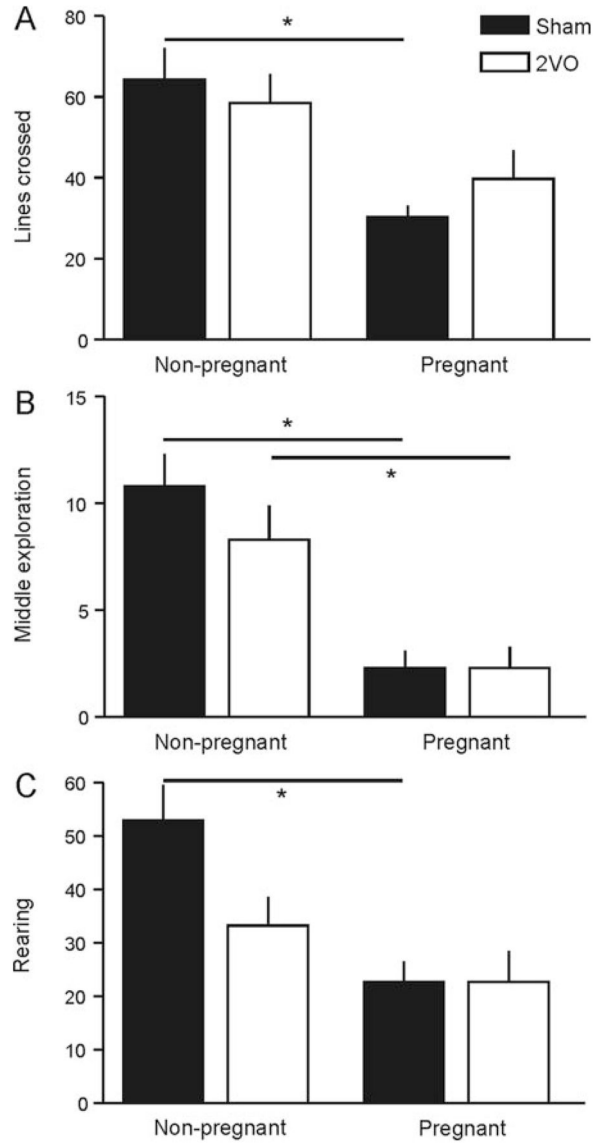 A
80
60
40
20
0
Lines crossed
*
Sham
2VO
Non-pregnant Pregnant
B
15
10
5
0
Middle exploration
*
*
Non-pregnant Pregnant
C
60
50
40
30
20
10
0
Rearing
*
Non-pregnant Pregnant